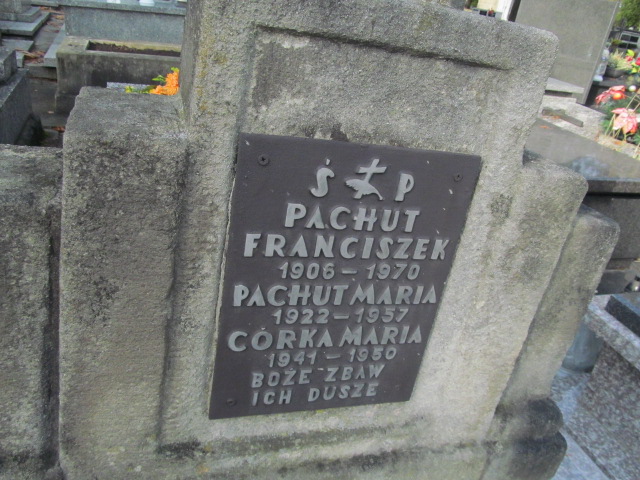 Ś P
PACHUT
FRANCISZEK
1906-1970
PACHUT MARIA
1922-1957
CÓRKA MARIA
1941-1950
BOŻE ZBAW
ICH DUSZE